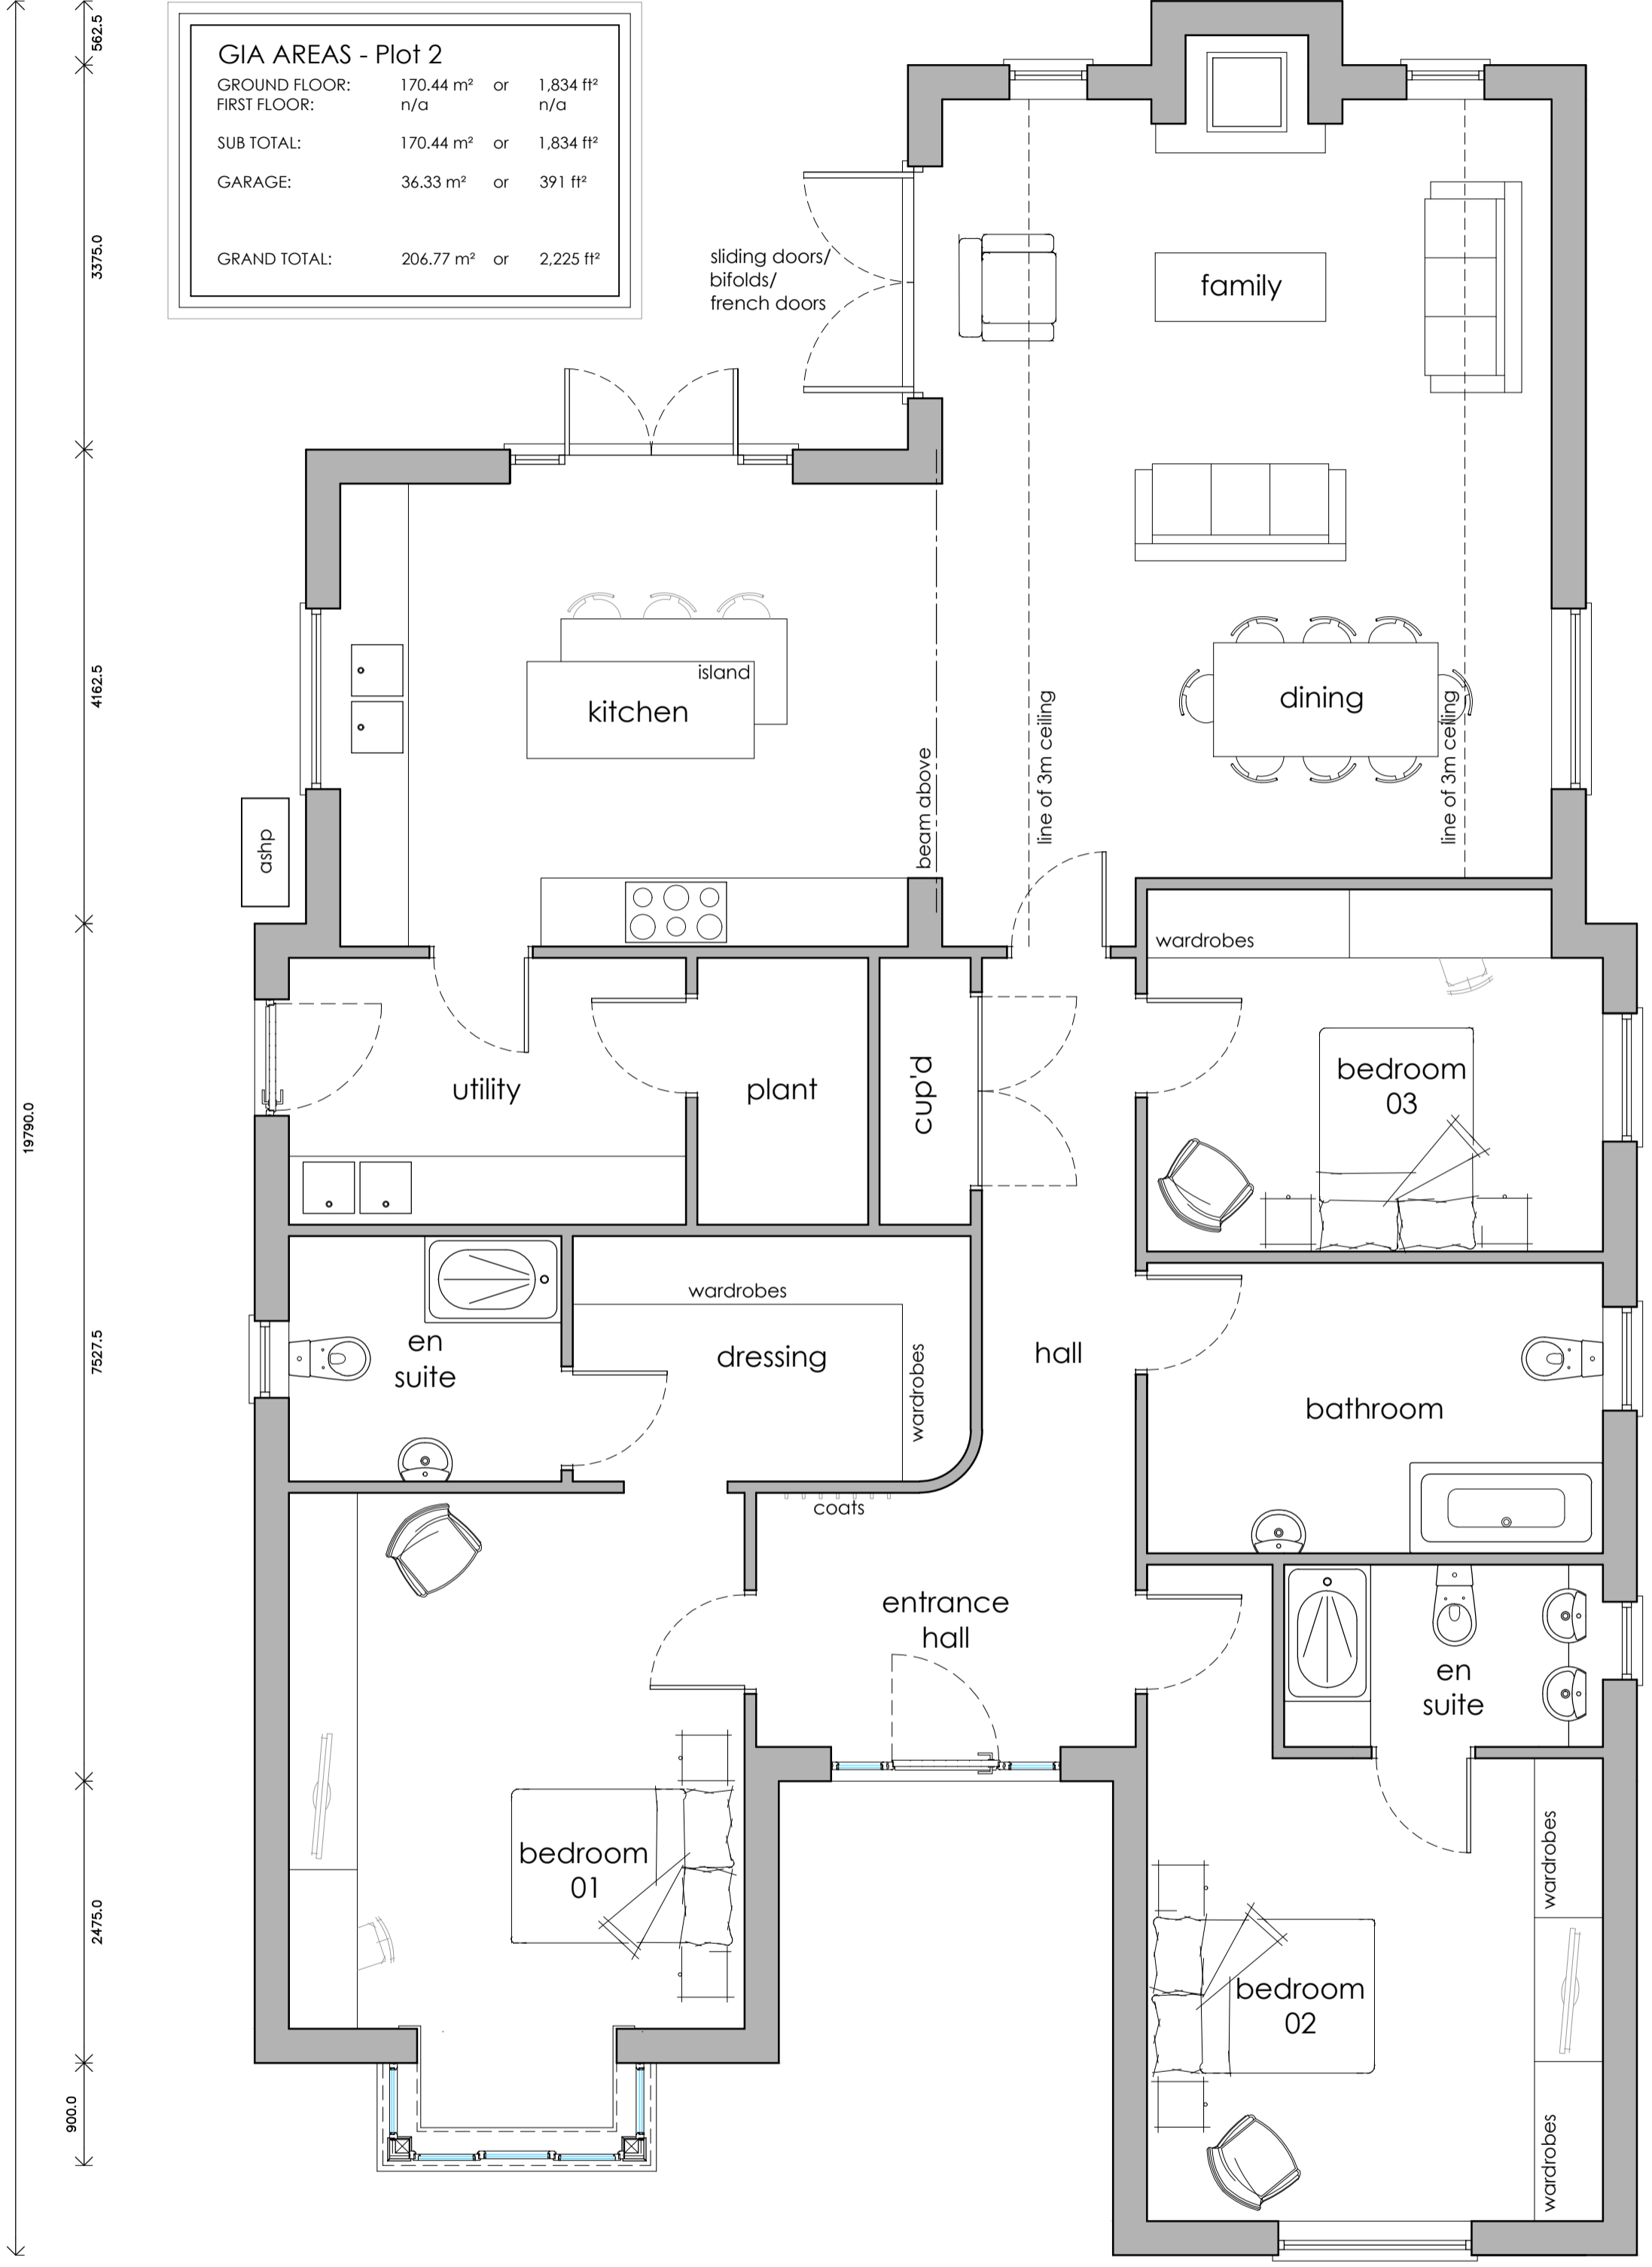 GIA AREAS - Plot 2
GROUND FLOOR: 170.44 m² or 1,834 ft²
FIRST FLOOR: n/a n/a
SUB TOTAL: 170.44 m² or 1,834 ft²
GARAGE: 36.33 m² or 391 ft²
GRAND TOTAL: 206.77 m² or 2,225 ft²
562.5
3375.0
4162.5
19790.0
7527.5
2475.0
900.0
sliding doors/
bifolds/
french doors
family
island
kitchen
dining
beam above
line of 3m ceiling
line of 3m ceiling
ashp
wardrobes
utility
plant
cup'd
bedroom
03
wardrobes
en
suite
dressing
wardrobes
hall
bathroom
coats
entrance
hall
en
suite
bedroom
01
wardrobes
bedroom
02
wardrobes